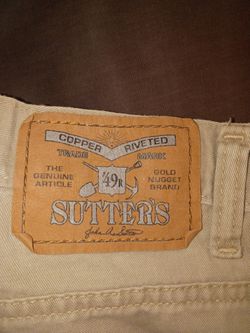 COPPER RIVETED
TRADE MARK
THE GENUINE ARTICLE
'49R
GOLD NUGGET BRAND
SUTTER'S